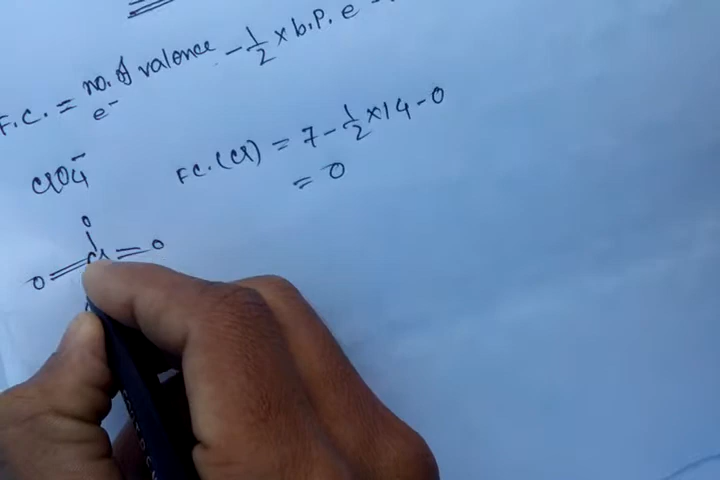 F.C. = no. of valence e⁻ - 1/2 × b.p. e⁻
ClO4⁻
F.C. (Cl) = 7 - 1/2 × 14 - 0
= 0
O
O = Cl = O